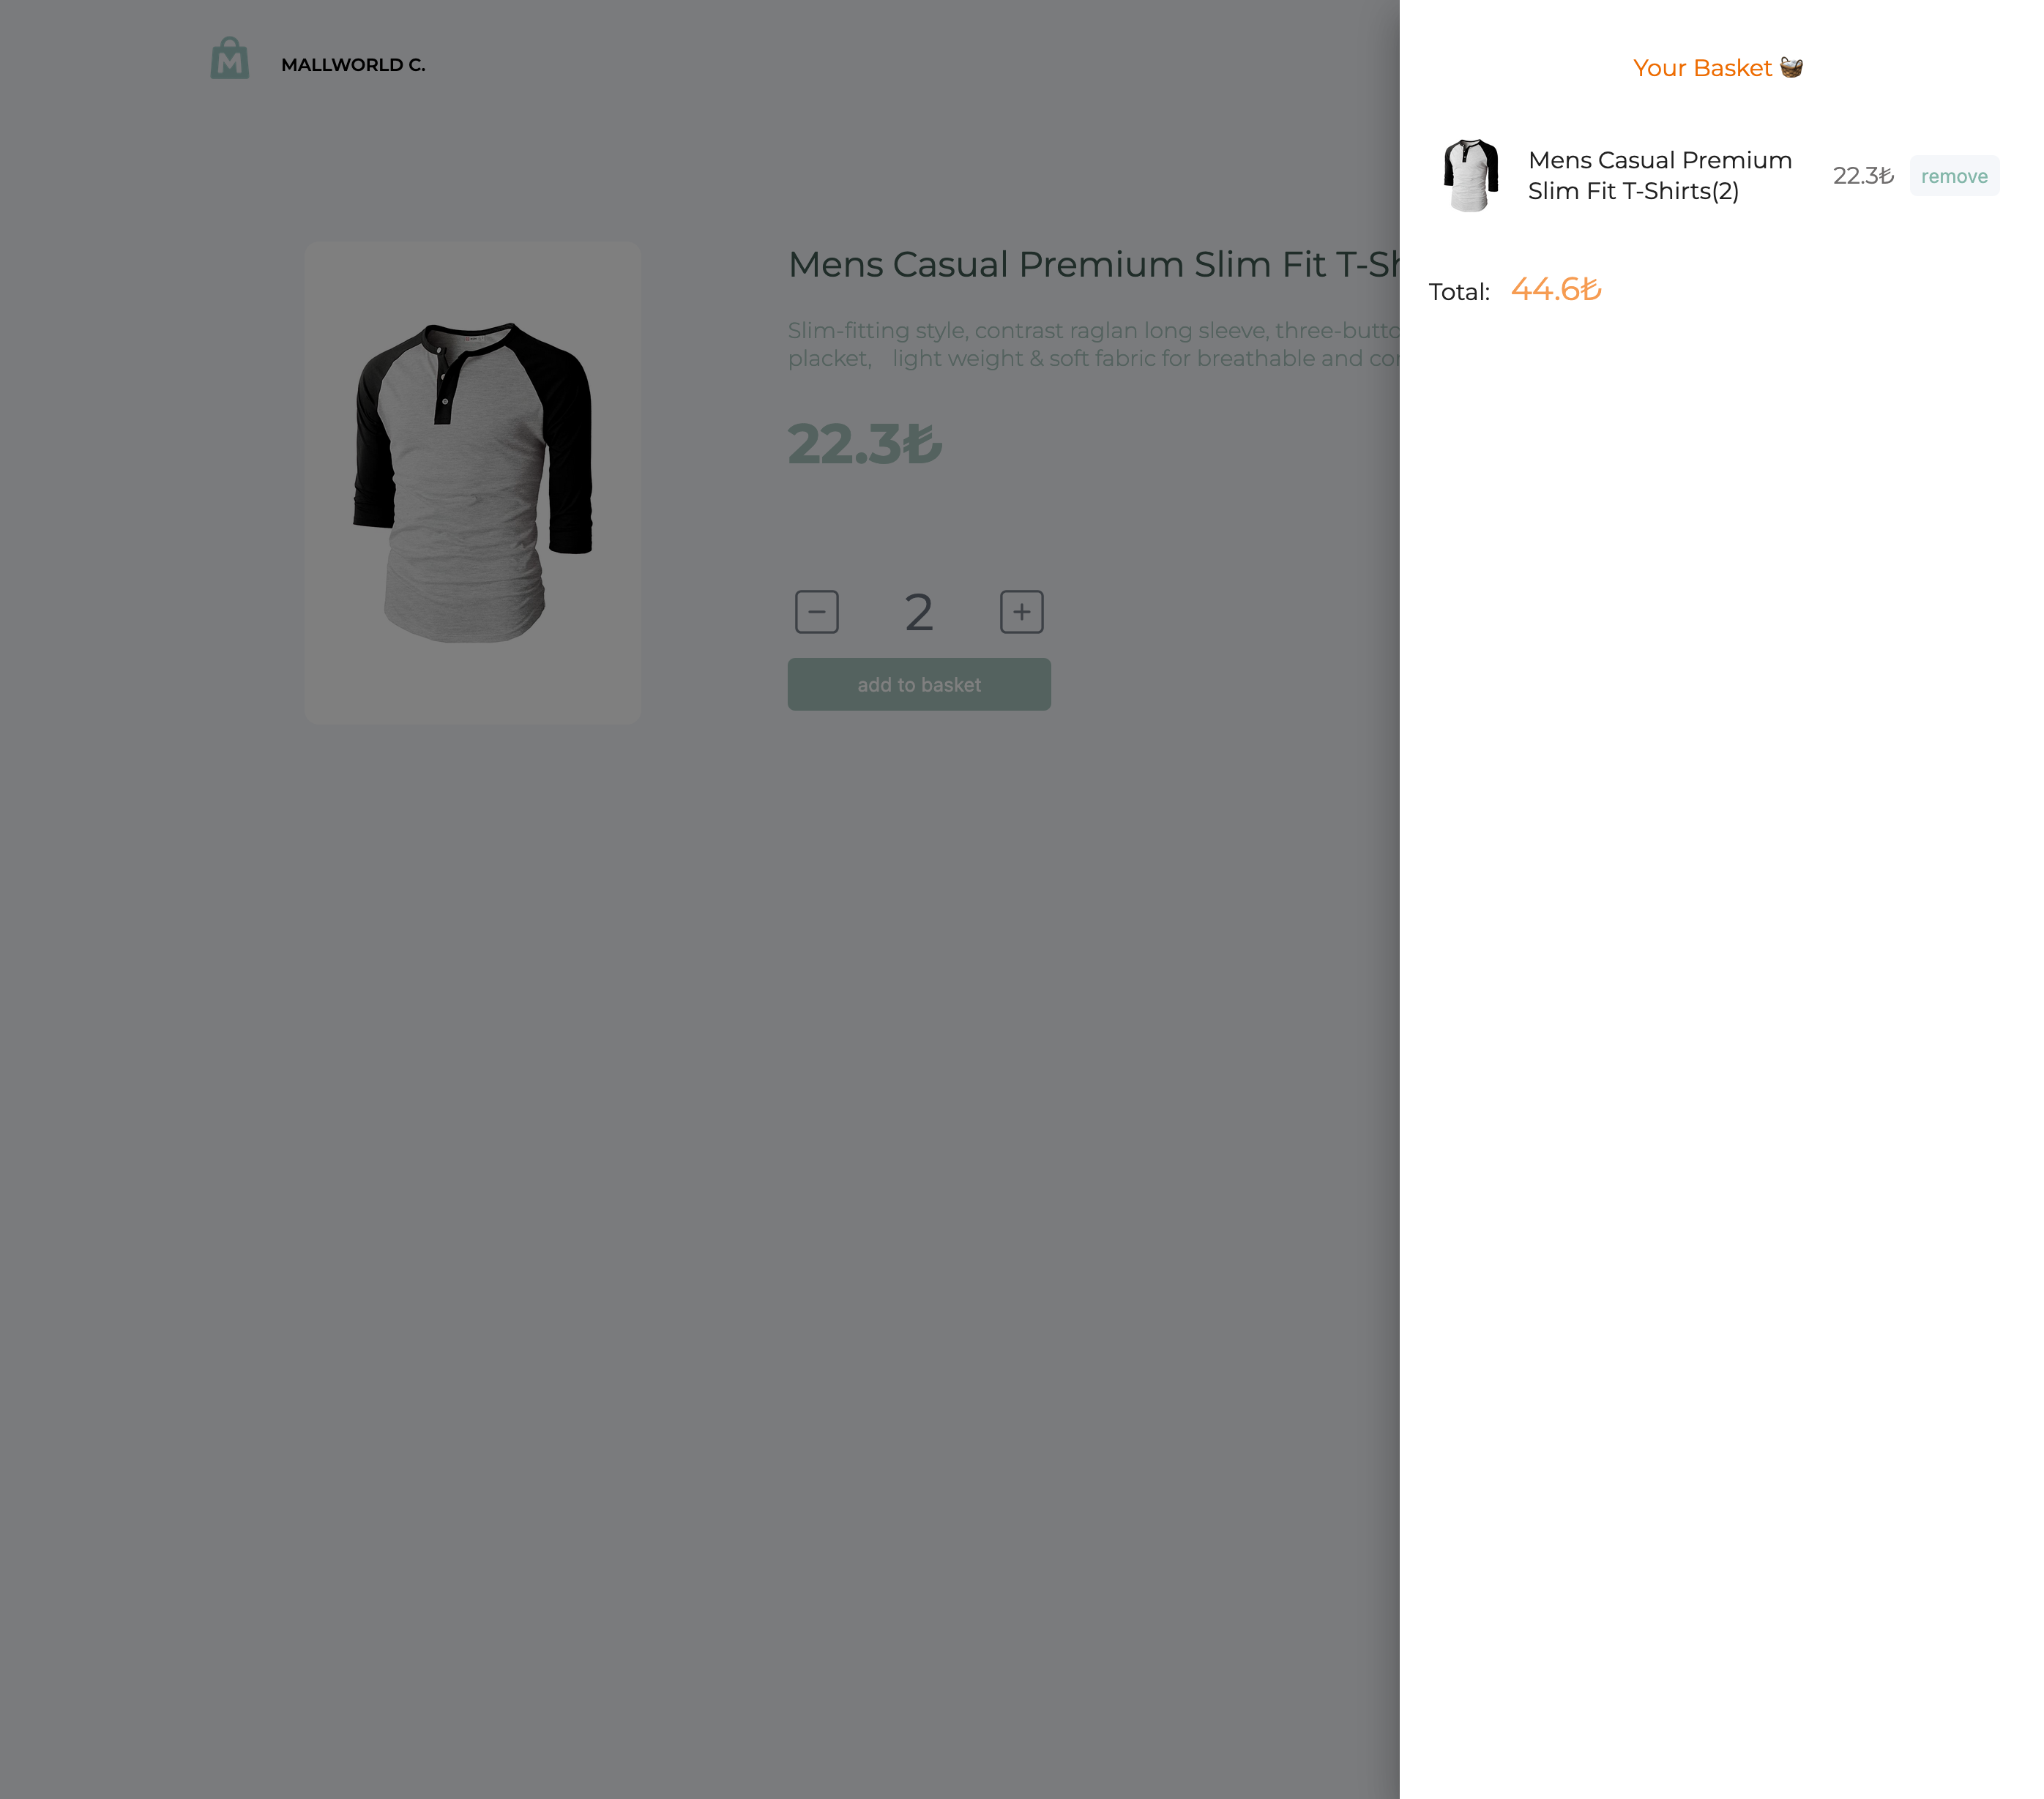 M
MALLWORLD C.
Mens Casual Premium Slim Fit T-Sh
Slim-fitting style, contrast raglan long sleeve, three-butto
placket, light weight & soft fabric for breathable and co
22.3₺
2
add to basket
Your Basket 🧺
Mens Casual Premium
Slim Fit T-Shirts(2)
22.3₺
remove
Total: 44.6₺